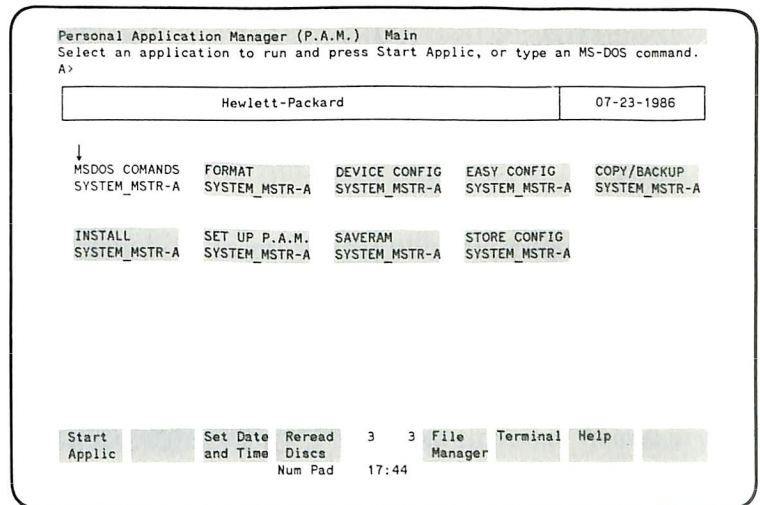 Personal Application Manager (P.A.M.) Main
Select an application to run and press Start Applic, or type an MS-DOS command.
A>
Hewlett-Packard 07-23-1986
MSDOS COMANDS FORMAT DEVICE CONFIG EASY CONFIG COPY/BACKUP
SYSTEM_MSTR-A SYSTEM_MSTR-A SYSTEM_MSTR-A SYSTEM_MSTR-A SYSTEM_MSTR-A
INSTALL SET UP P.A.M. SAVERAM STORE CONFIG
SYSTEM_MSTR-A SYSTEM_MSTR-A SYSTEM_MSTR-A SYSTEM_MSTR-A
Start Set Date Reread 3 3 File Terminal Help
Applic and Time Discs Manager
Num Pad 17:44